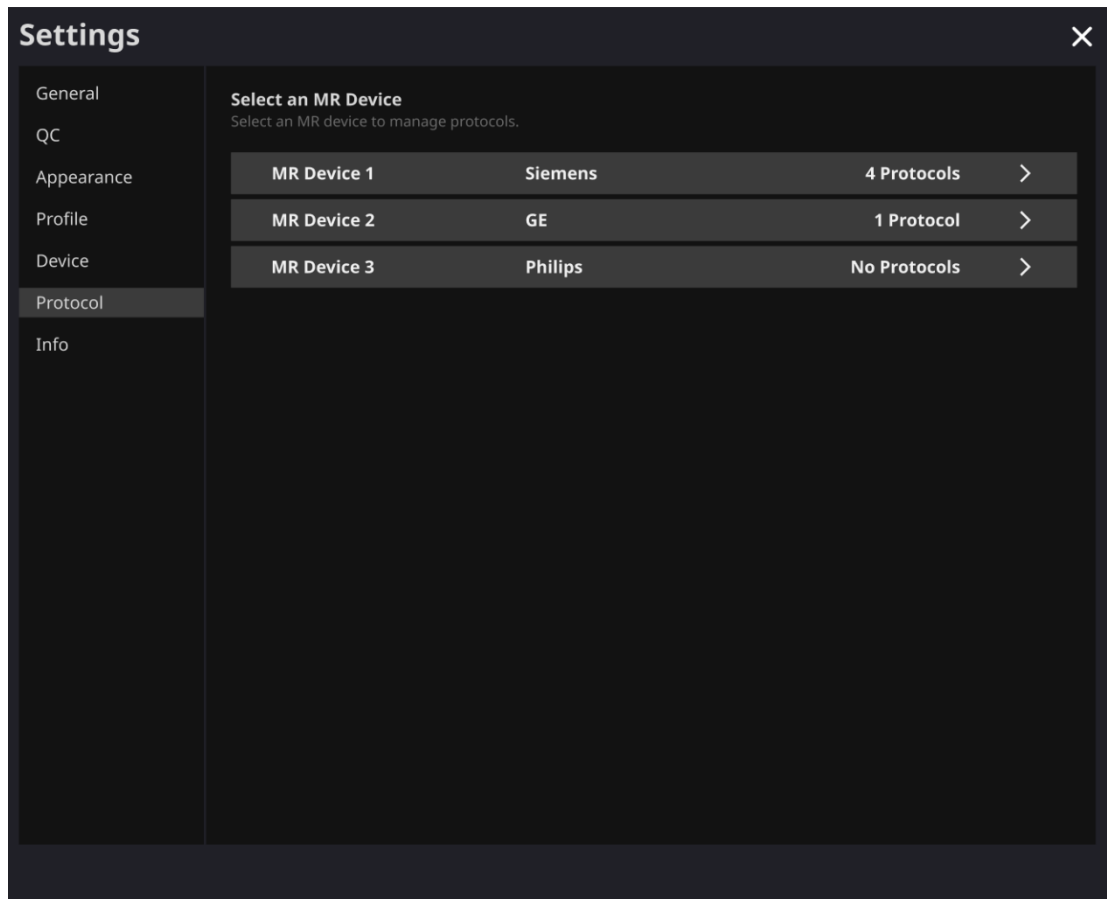 Settings
General
QC
Appearance
Profile
Device
Protocol
Info
Select an MR Device
Select an MR device to manage protocols.
MR Device 1 Siemens 4 Protocols
MR Device 2 GE 1 Protocol
MR Device 3 Philips No Protocols